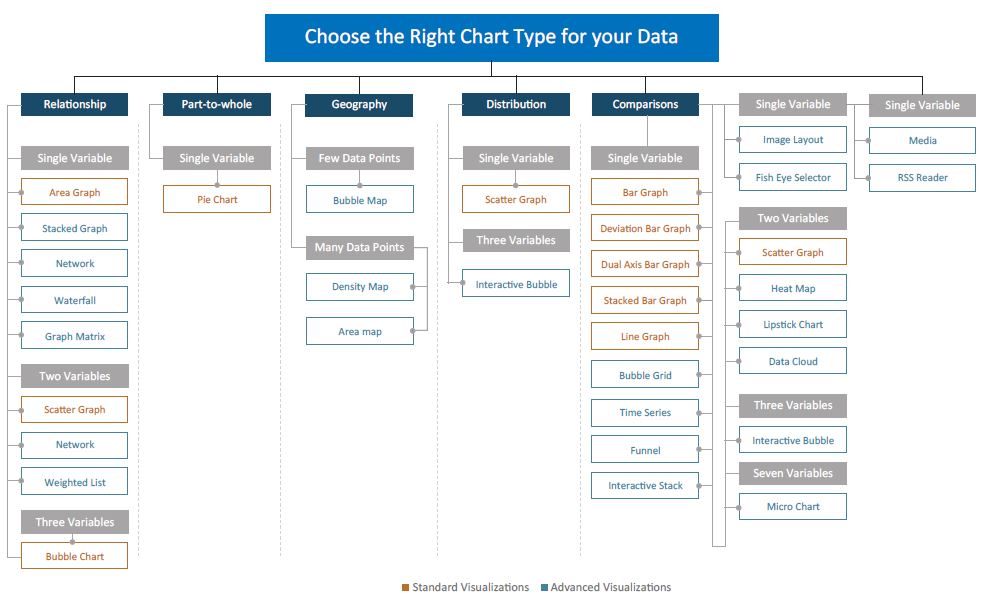 Choose the Right Chart Type for your Data
Relationship
Single Variable
Area Graph
Stacked Graph
Network
Waterfall
Graph Matrix
Two Variables
Scatter Graph
Network
Weighted List
Three Variables
Bubble Chart
Part-to-whole
Single Variable
Pie Chart
Geography
Few Data Points
Bubble Map
Many Data Points
Density Map
Area map
Distribution
Single Variable
Scatter Graph
Three Variables
Interactive Bubble
Comparisons
Single Variable
Bar Graph
Deviation Bar Graph
Dual Axis Bar Graph
Stacked Bar Graph
Line Graph
Bubble Grid
Time Series
Funnel
Interactive Stack
Single Variable
Image Layout
Fish Eye Selector
Two Variables
Scatter Graph
Heat Map
Lipstick Chart
Data Cloud
Three Variables
Interactive Bubble
Seven Variables
Micro Chart
Single Variable
Media
RSS Reader
Standard Visualizations
Advanced Visualizations